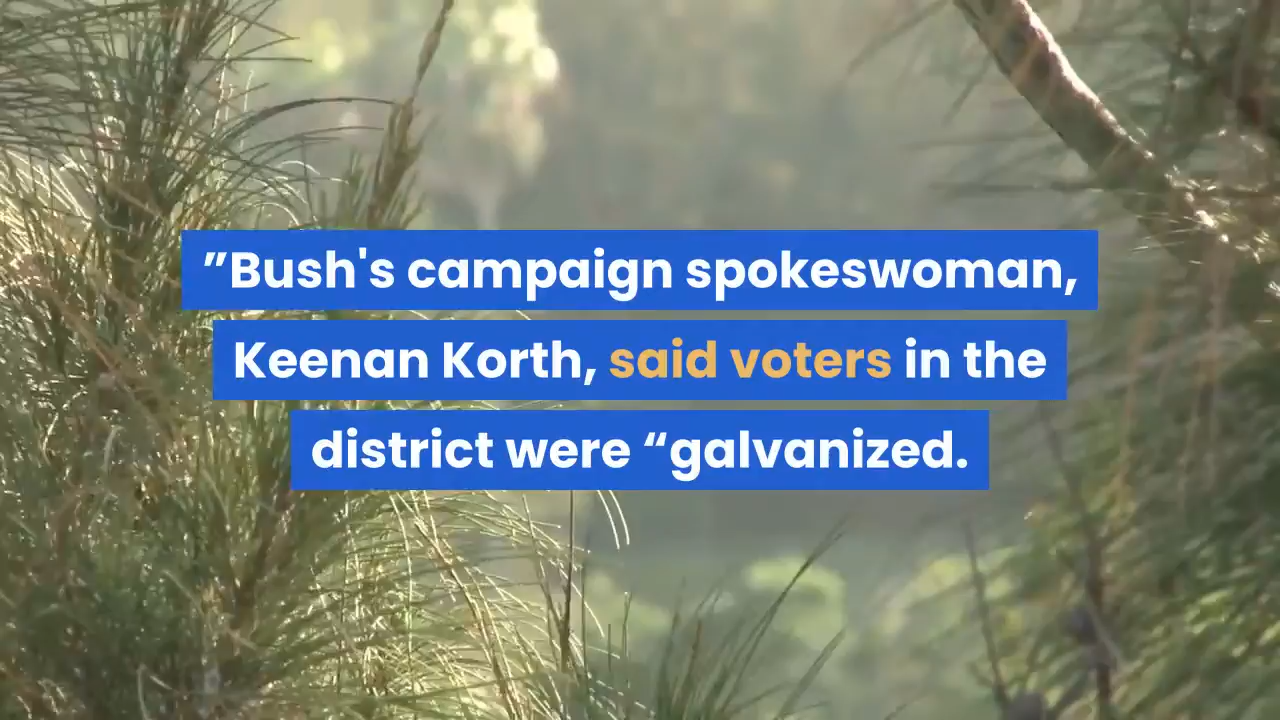 ”Bush's campaign spokeswoman,
Keenan Korth, said voters in the
district were “galvanized.